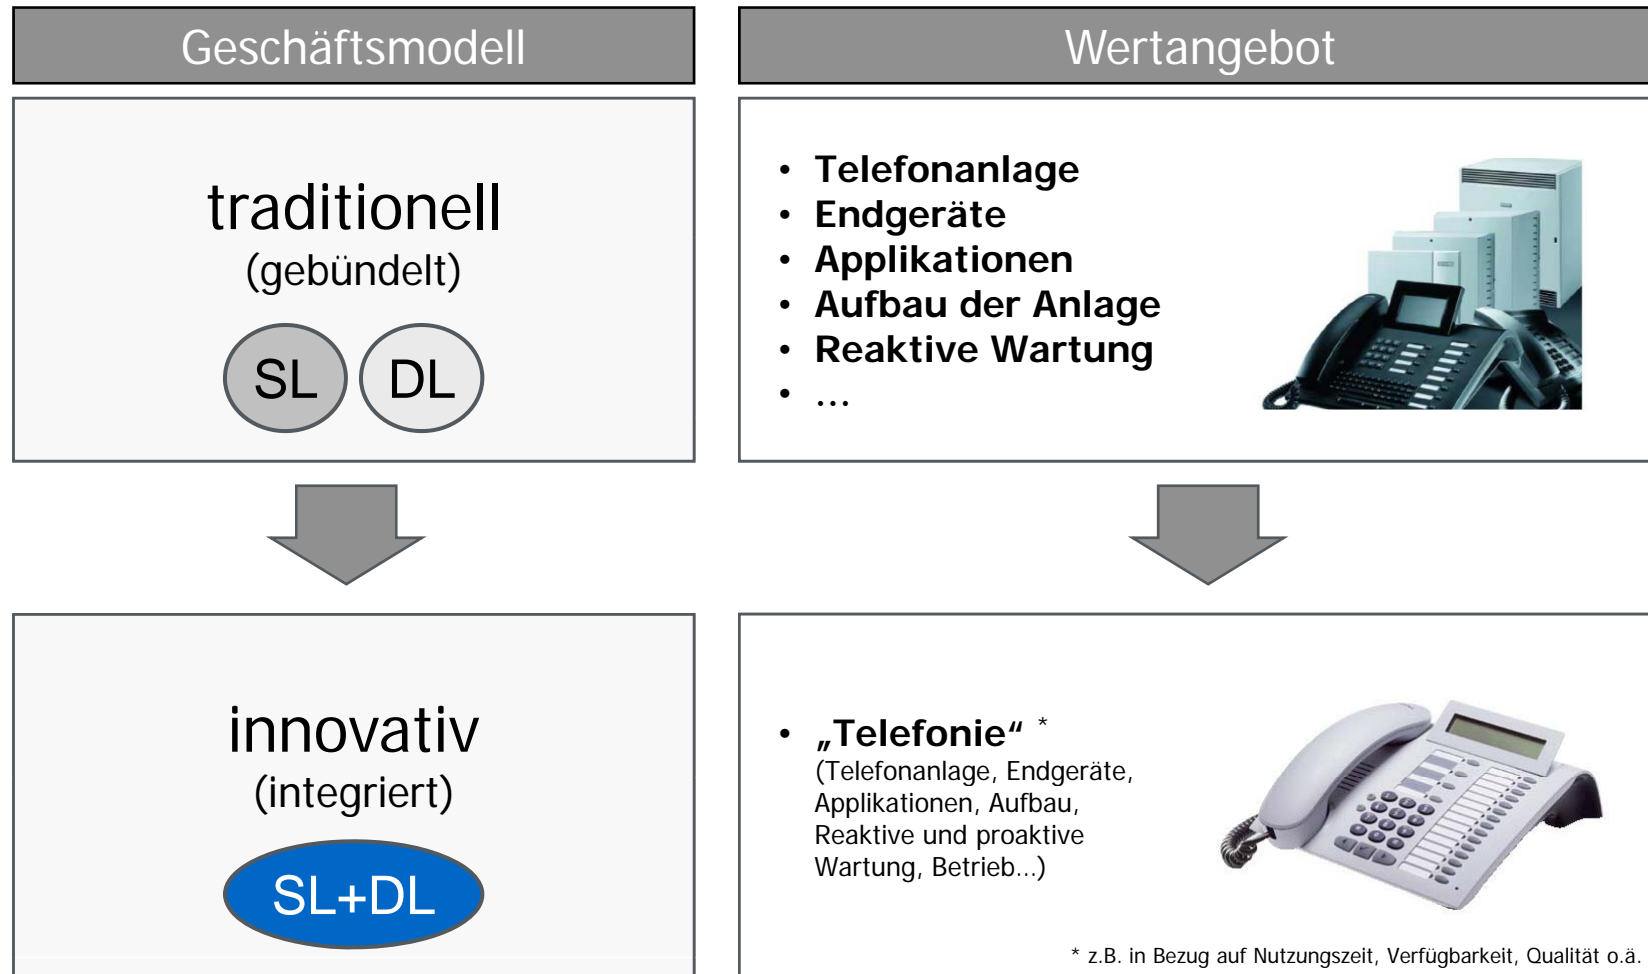 Geschäftsmodell
Wertangebot
traditionell
(gebündelt)
SL DL
• Telefonanlage
• Endgeräte
• Applikationen
• Aufbau der Anlage
• Reaktive Wartung
• ...
innovativ
(integriert)
SL+DL
• „Telefonie“ *
(Telefonanlage, Endgeräte,
Applikationen, Aufbau,
Reaktive und proaktive
Wartung, Betrieb...)
* z.B. in Bezug auf Nutzungszeit, Verfügbarkeit, Qualität o.ä.